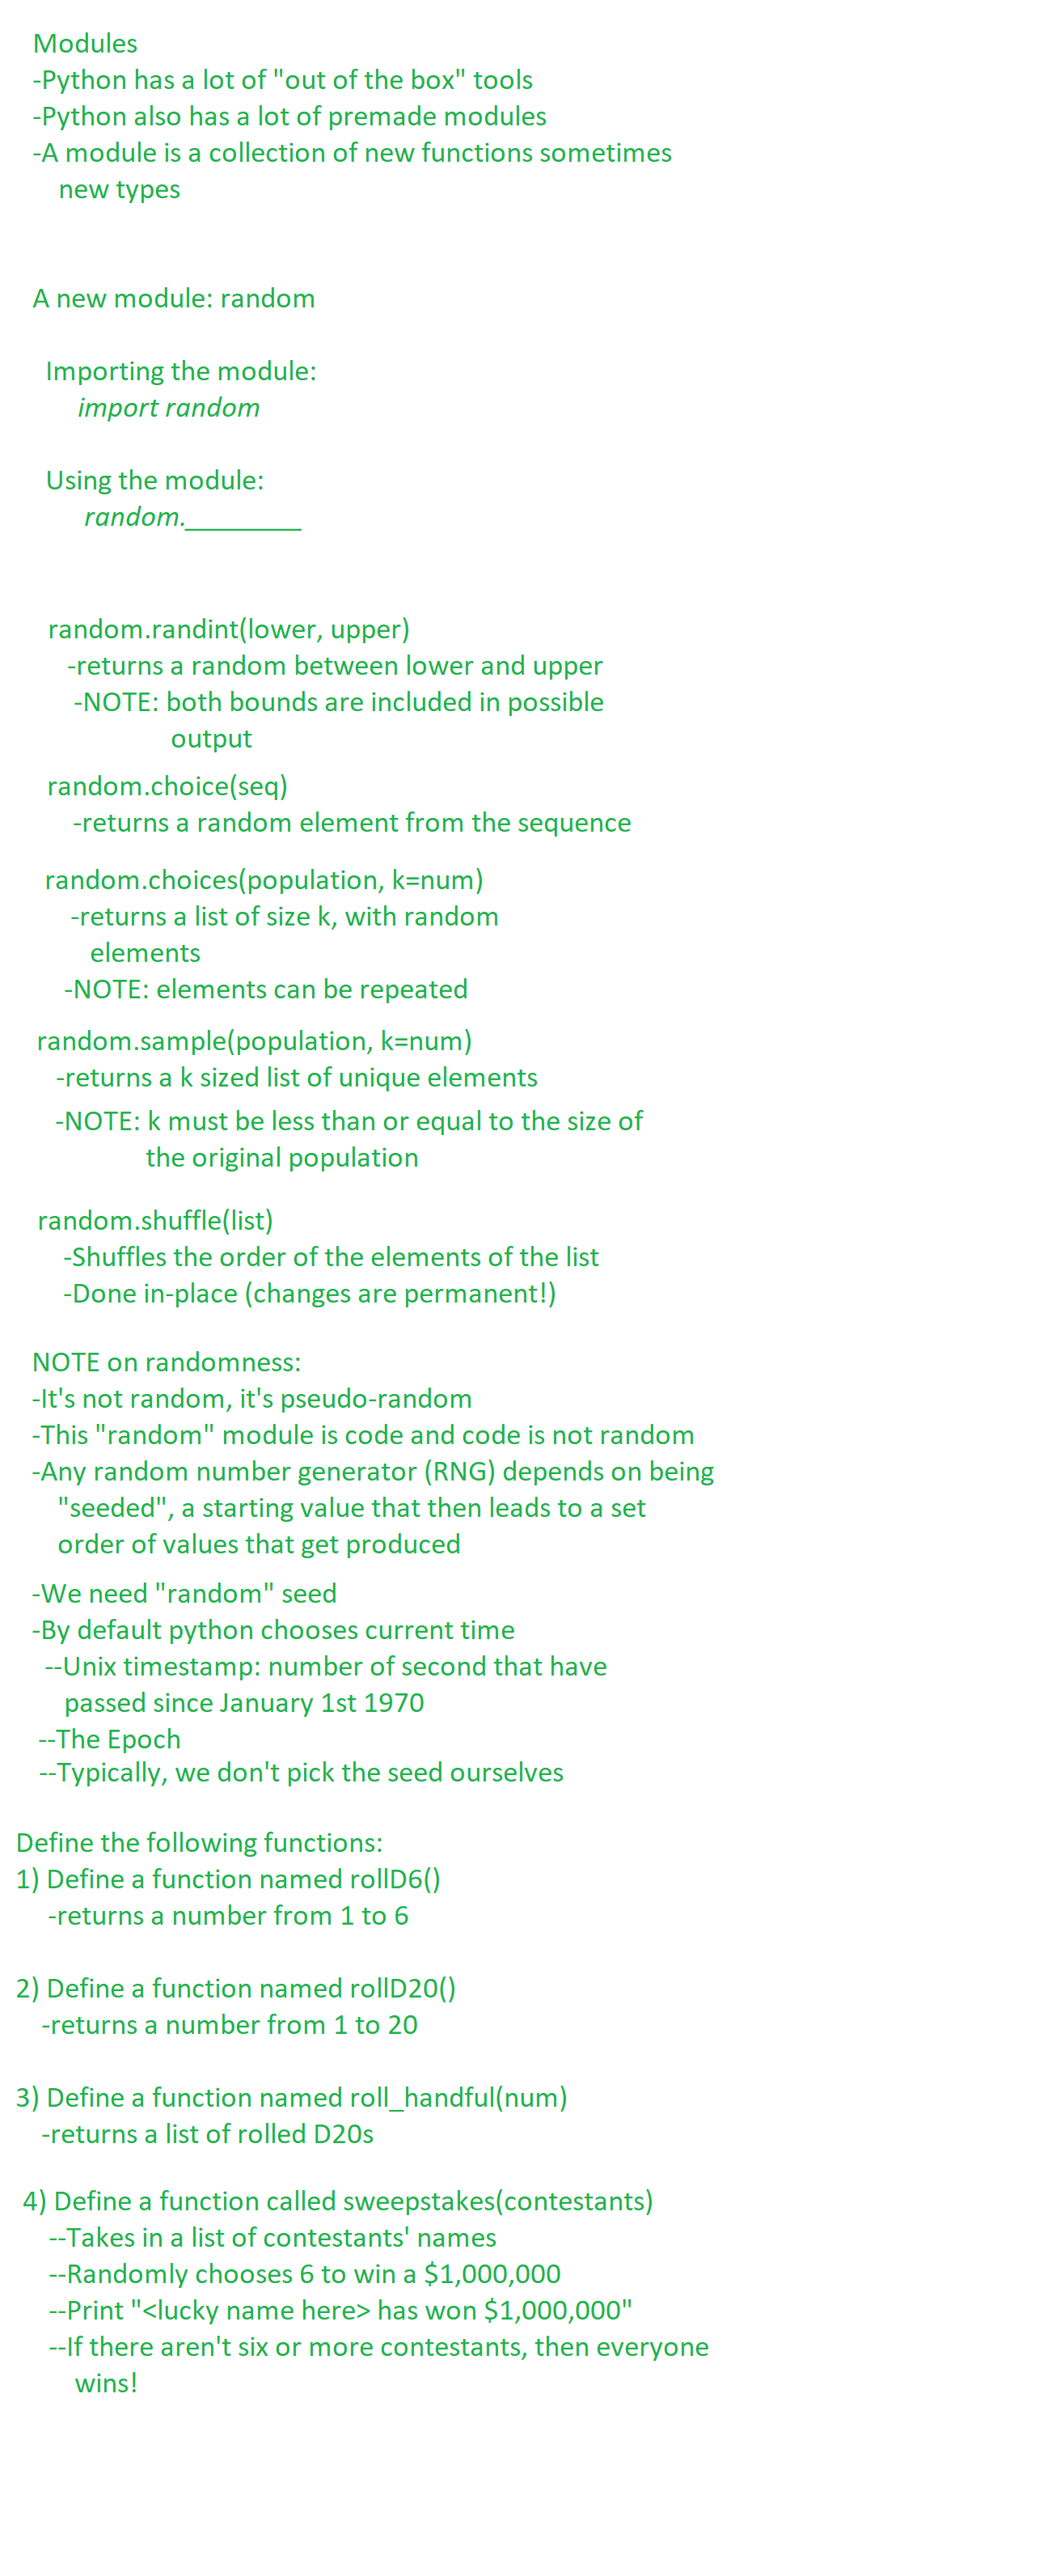 Modules
-Python has a lot of "out of the box" tools
-Python also has a lot of premade modules
-A module is a collection of new functions sometimes
new types
A new module: random
Importing the module:
import random
Using the module:
random.________
random.randint(lower, upper)
-returns a random between lower and upper
-NOTE: both bounds are included in possible
output
random.choice(seq)
-returns a random element from the sequence
random.choices(population, k=num)
-returns a list of size k, with random
elements
-NOTE: elements can be repeated
random.sample(population, k=num)
-returns a k sized list of unique elements
-NOTE: k must be less than or equal to the size of
the original population
random.shuffle(list)
-Shuffles the order of the elements of the list
-Done in-place (changes are permanent!)
NOTE on randomness:
-It's not random, it's pseudo-random
-This "random" module is code and code is not random
-Any random number generator (RNG) depends on being
"seeded", a starting value that then leads to a set
order of values that get produced
-We need "random" seed
-By default python chooses current time
--Unix timestamp: number of second that have
passed since January 1st 1970
--The Epoch
--Typically, we don't pick the seed ourselves
Define the following functions:
1) Define a function named rollD6()
-returns a number from 1 to 6
2) Define a function named rollD20()
-returns a number from 1 to 20
3) Define a function named roll_handful(num)
-returns a list of rolled D20s
4) Define a function called sweepstakes(contestants)
--Takes in a list of contestants' names
--Randomly chooses 6 to win a $1,000,000
--Print "<lucky name here> has won $1,000,000"
--If there aren't six or more contestants, then everyone
wins!